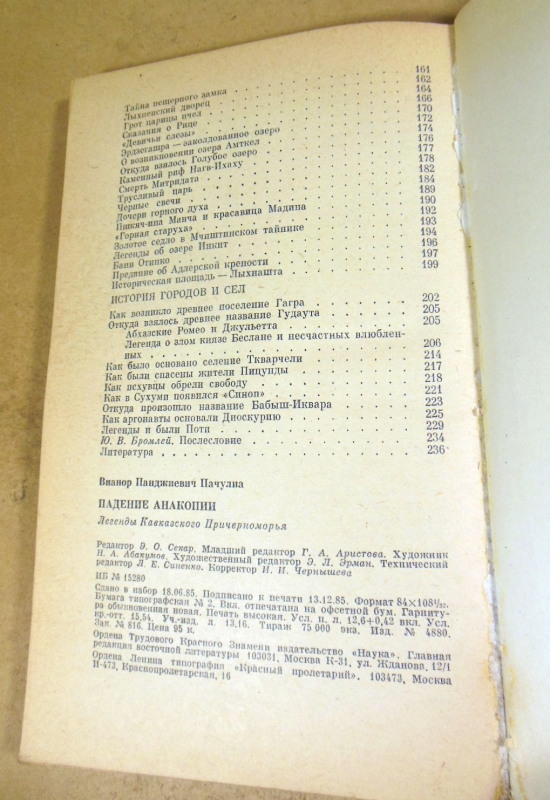 Тайна пещерного замка . . . . . . 161
Лыхненский дворец . . . . . . 162
Грот царицы пчел . . . . . . 164
Сказания о Рице . . . . . . 166
«Девичьи слезы» . . . . . . 170
Эрдзегашра — заколдованное озеро . . . . . . 172
О возникновении озера Амткел . . . . . . 174
Откуда взялось Голубое озеро . . . . . . 176
Каменный риф Нагв-Ихаху . . . . . . 177
Смерть Митридата . . . . . . 178
Трусливый царь . . . . . . 182
Черные свечи . . . . . . 184
Дочери горного духа . . . . . . 189
Пшкяч-ипа Манча и красавица Мадина . . . . . . 190
«Горная старуха» . . . . . . 192
Золотое седло в Мчиштинском тайнике . . . . . . 193
Легенды об озере Инкит . . . . . . 194
Бани Отинко . . . . . . 196
Предание об Адлерской крепости . . . . . . 197
Историческая площадь — Лыхнашта . . . . . . 199
ИСТОРИЯ ГОРОДОВ И СЕЛ
Как возникло древнее поселение Гагра . . . . . . 202
Откуда взялось древнее название Гудаута . . . . . . 205
Абхазские Ромео и Джульетта . . . . . . 205
Легенда о злом князе Беслане и несчастных влюблен-
ных . . . . . . 206
Как было основано селение Ткварчели . . . . . . 214
Как были спасены жители Пицунды . . . . . . 217
Как псхувцы обрели свободу . . . . . . 218
Как в Сухуми появился «Синоп» . . . . . . 221
Откуда произошло название Бабыш-Иквара . . . . . . 223
Как аргонавты основали Диоскурию . . . . . . 225
Легенды и были Поти . . . . . . 229
Ю. В. Бромлей, Послесловие . . . . . . 234
Литература . . . . . . 236
Вианор Панджиевич Пачулиа
ПАДЕНИЕ АНАКОПИИ
Легенды Кавказского Причерноморья
Редактор Э. О. Секар. Младший редактор Г. А. Аристова. Художник
Н. А. Абакумов. Художественный редактор Э. Л. Эрман. Технический
редактор Л. Е. Синенко. Корректор И. И. Чернышева
ИБ № 15280
Сдано в набор 18.06.85. Подписано к печати 13.12.85. Формат 84×108¹/₃₂.
Бумага типографская № 2. Вкл. отпечатана на офсетной бум. Гарниту-
ра обыкновенная новая. Печать высокая. Усл. п. л. 13,6+0,42 вкл. Усл.
кр.-отт. 15,54. Уч.-изд. л. 13,16. Тираж 75 000 экз. Изд. № 4880.
Зак. № 816. Цена 95 к.
Ордена Трудового Красного Знамени издательство «Наука». Главная
редакция восточной литературы 103031, Москва К-31, ул. Жданова, 12/1
Ордена Ленина типография «Красный пролетарий». 103473, Москва
И-473, Краснопролетарская, 16